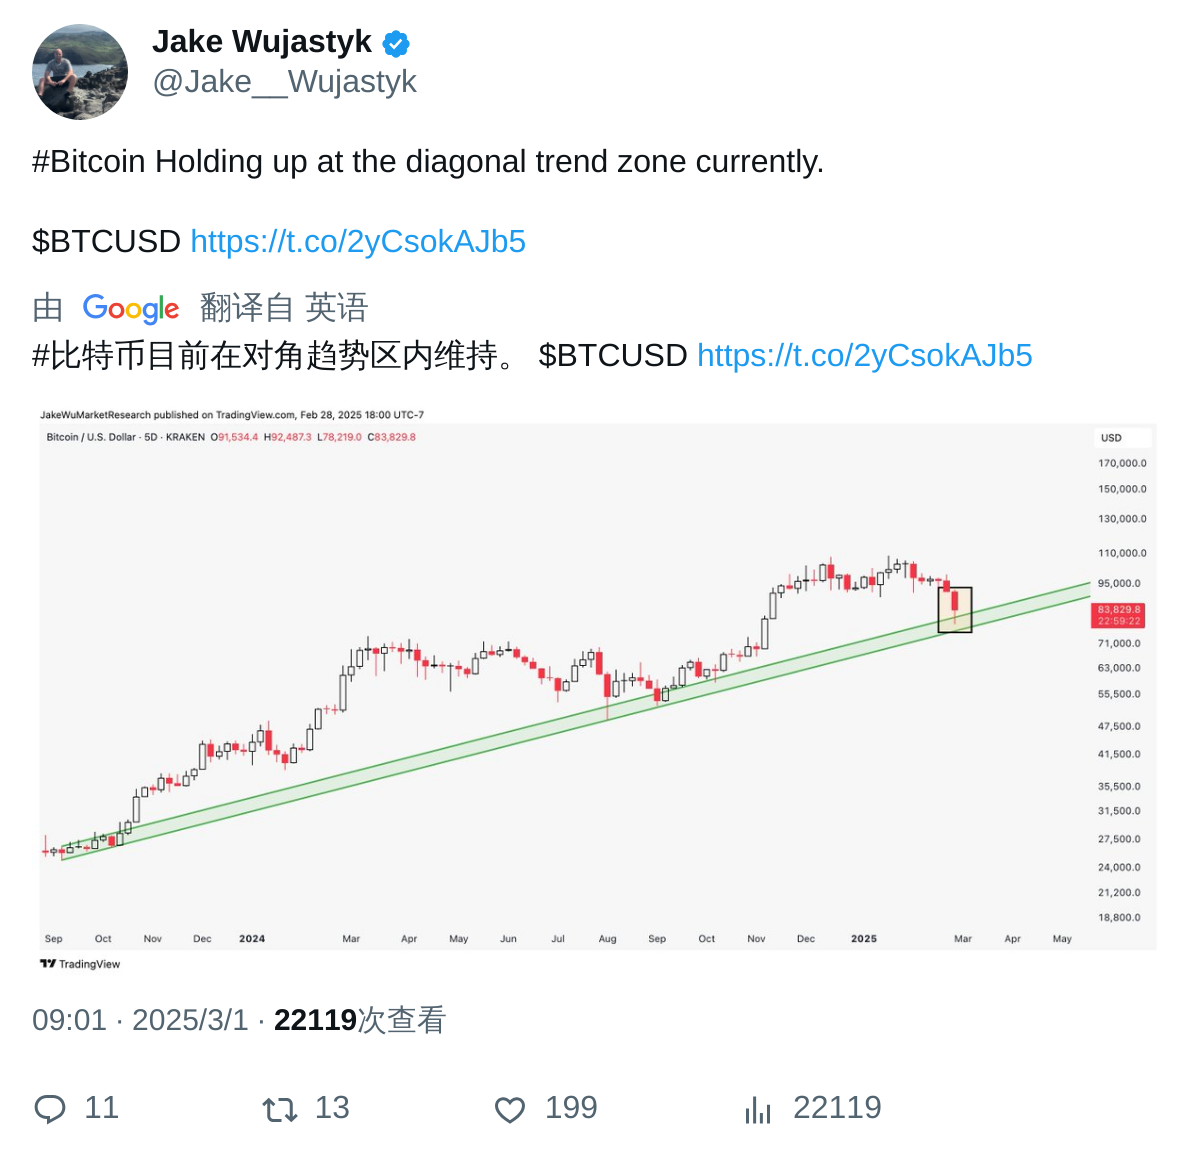 Jake Wujastyk
@Jake__Wujastyk
#Bitcoin Holding up at the diagonal trend zone currently.
$BTCUSD https://t.co/2yCsokAJb5
由 Google 翻译自 英语
#比特币目前在对角趋势区内维持。 $BTCUSD https://t.co/2yCsokAJb5
JakeWuMarketResearch published on TradingView.com, Feb 28, 2025 18:00 UTC-7
Bitcoin / U.S. Dollar · 5D · KRAKEN O91,534.4 H92,487.3 L78,219.0 C83,829.8
USD
170,000.0
150,000.0
130,000.0
110,000.0
95,000.0
83,829.8
22:59:22
71,000.0
63,000.0
55,500.0
47,500.0
41,500.0
35,500.0
31,500.0
27,500.0
24,000.0
21,200.0
18,800.0
Sep Oct Nov Dec 2024 Mar Apr May Jun Jul Aug Sep Oct Nov Dec 2025 Mar Apr May
TradingView
09:01 · 2025/3/1 · 22119次查看
11 13 199 22119